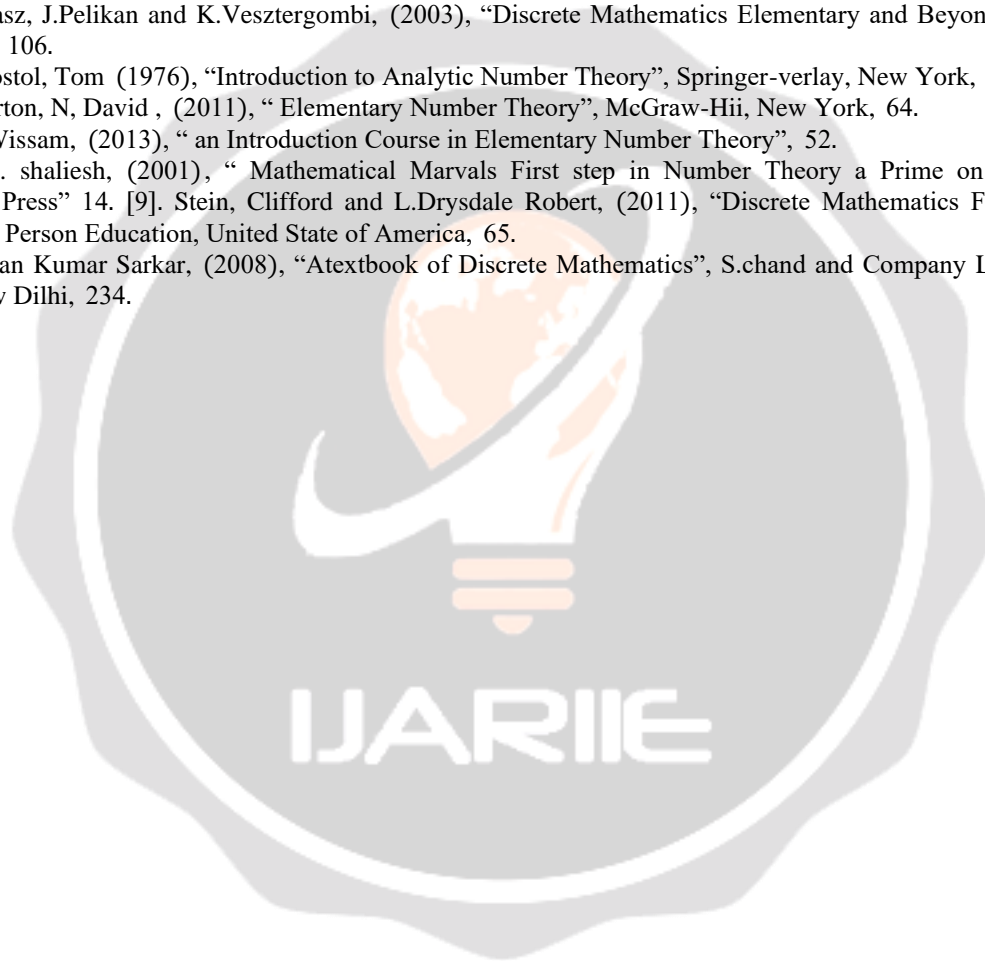 asz, J.Pelikan and K.Vesztergombi, (2003), “Discrete Mathematics Elementary and Beyon
106.
ostol, Tom (1976), “Introduction to Analytic Number Theory”, Springer-verlay, New York,
rton, N, David , (2011), “ Elementary Number Theory”, McGraw-Hii, New York, 64.
Wissam, (2013), “ an Introduction Course in Elementary Number Theory”, 52.
. shaliesh, (2001), “ Mathematical Marvals First step in Number Theory a Prime on
Press” 14. [9]. Stein, Clifford and L.Drysdale Robert, (2011), “Discrete Mathematics F
Person Education, United State of America, 65.
an Kumar Sarkar, (2008), “Atextbook of Discrete Mathematics”, S.chand and Company L
w Dilhi, 234.
IJARIIE